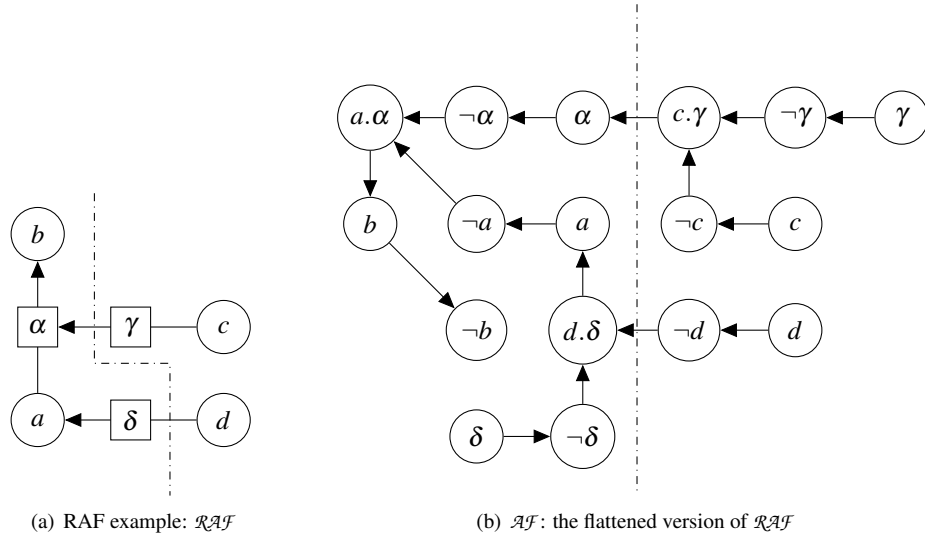 a.α ¬α α c.γ ¬γ γ
b b ¬a a ¬c c
α γ c ¬b d.δ ¬d d
a δ d δ ¬δ
(a) RAF example: RAF
(b) AF: the flattened version of RAF